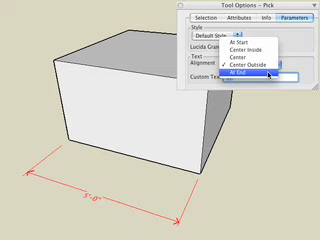 Tool Options - Pick
Selection Attributes Info Parameters
Style
Default Style
Lucida Gran
Text
Alignment
Custom Tex
At Start
Center Inside
Center
✓ Center Outside
At End
5'-0"